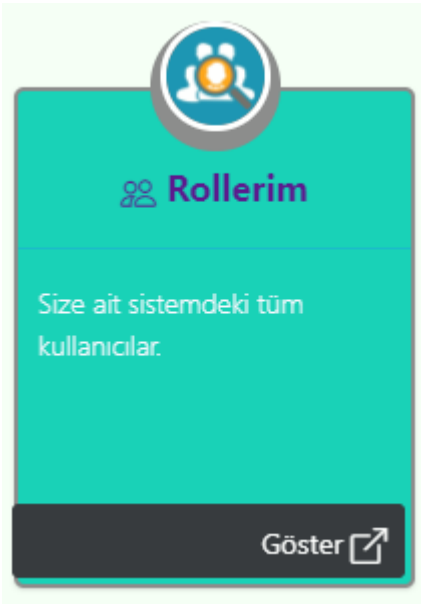 Rollerim
Size ait sistemdeki tüm
kullanıcılar.
Göster